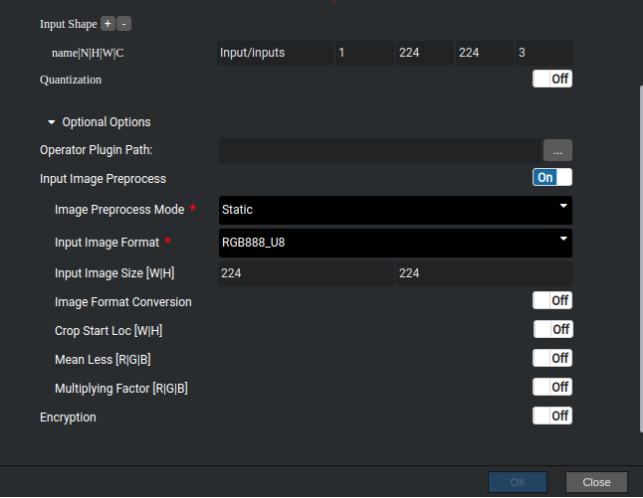 Input Shape + -
name|N|H|W|C Input/inputs 1 224 224 3
Quantization Off
Optional Options
Operator Plugin Path: ...
Input Image Preprocess On
Image Preprocess Mode * Static
Input Image Format * RGB888_U8
Input Image Size [W|H] 224 224
Image Format Conversion Off
Crop Start Loc [W|H] Off
Mean Less [R|G|B] Off
Multiplying Factor [R|G|B] Off
Encryption Off
OK Close